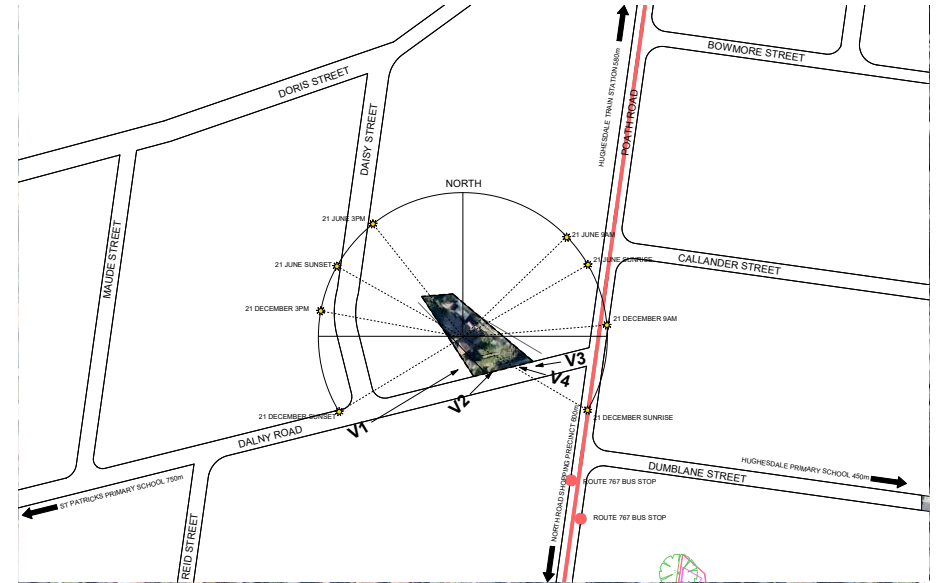 BOWMORE STREET
DORIS STREET
HUGHESDALE TRAIN STATION 580m
POATH ROAD
DAISY STREET
NORTH
21 JUNE 3PM
21 JUNE 9AM
MAUDE STREET
21 JUNE SUNSET
21 JUNE SUNRISE
CALLANDER STREET
21 DECEMBER 3PM
21 DECEMBER 9AM
V3
V4
V2
V1
21 DECEMBER SUNSET
21 DECEMBER SUNRISE
DALNY ROAD
NORTH ROAD SHOPPING PRECINCT 600m
DUMBLANE STREET
HUGHESDALE PRIMARY SCHOOL 450m
ROUTE 767 BUS STOP
ST PATRICKS PRIMARY SCHOOL 750m
ROUTE 767 BUS STOP
REID STREET